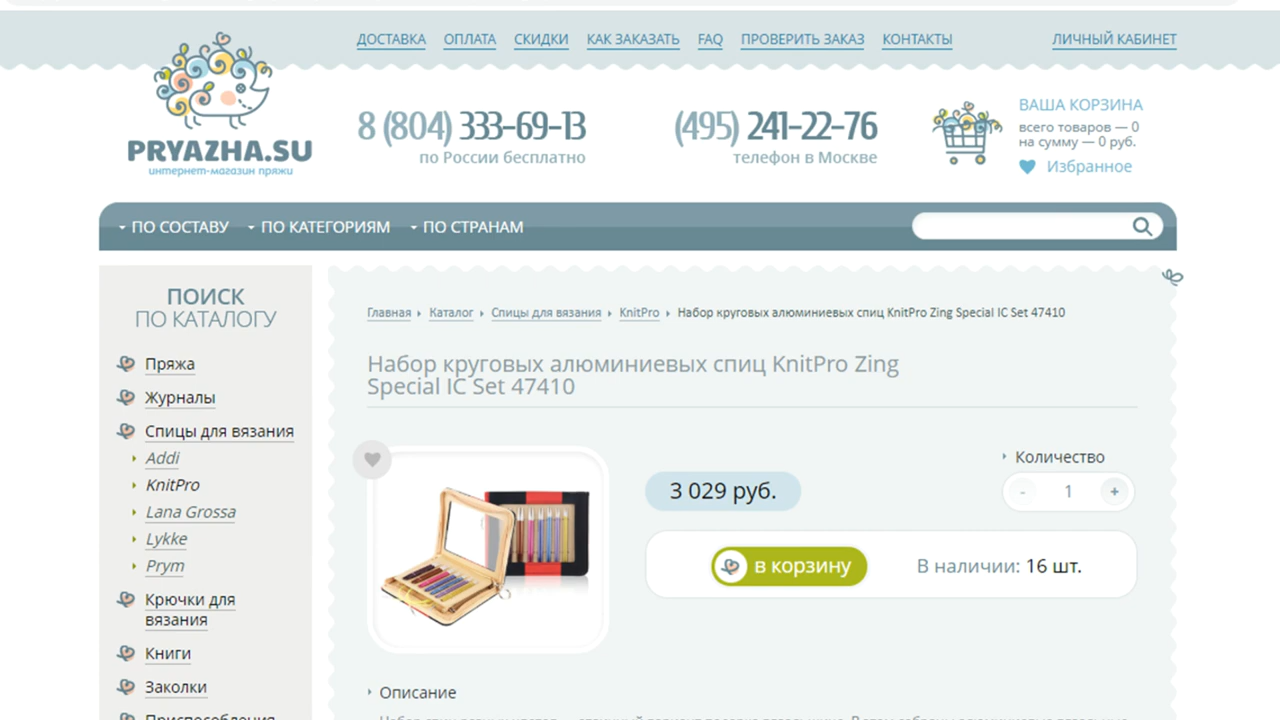 ДОСТАВКА ОПЛАТА СКИДКИ КАК ЗАКАЗАТЬ FAQ ПРОВЕРИТЬ ЗАКАЗ КОНТАКТЫ ЛИЧНЫЙ КАБИНЕТ
PRYAZHA.SU
интернет-магазин пряжи
8 (804) 333-69-13
по России бесплатно
(495) 241-22-76
телефон в Москве
ВАША КОРЗИНА
всего товаров — 0
на сумму — 0 руб.
Избранное
ПО СОСТАВУ ПО КАТЕГОРИЯМ ПО СТРАНАМ
ПОИСК
ПО КАТАЛОГУ
Пряжа
Журналы
Спицы для вязания
Addi
KnitPro
Lana Grossa
Lykke
Prym
Крючки для
вязания
Книги
Заколки
Приспособления
Главная Каталог Спицы для вязания KnitPro Набор круговых алюминиевых спиц KnitPro Zing Special IC Set 47410
Набор круговых алюминиевых спиц KnitPro Zing
Special IC Set 47410
3 029 руб.
Количество
- 1 +
в корзину
В наличии: 16 шт.
Описание